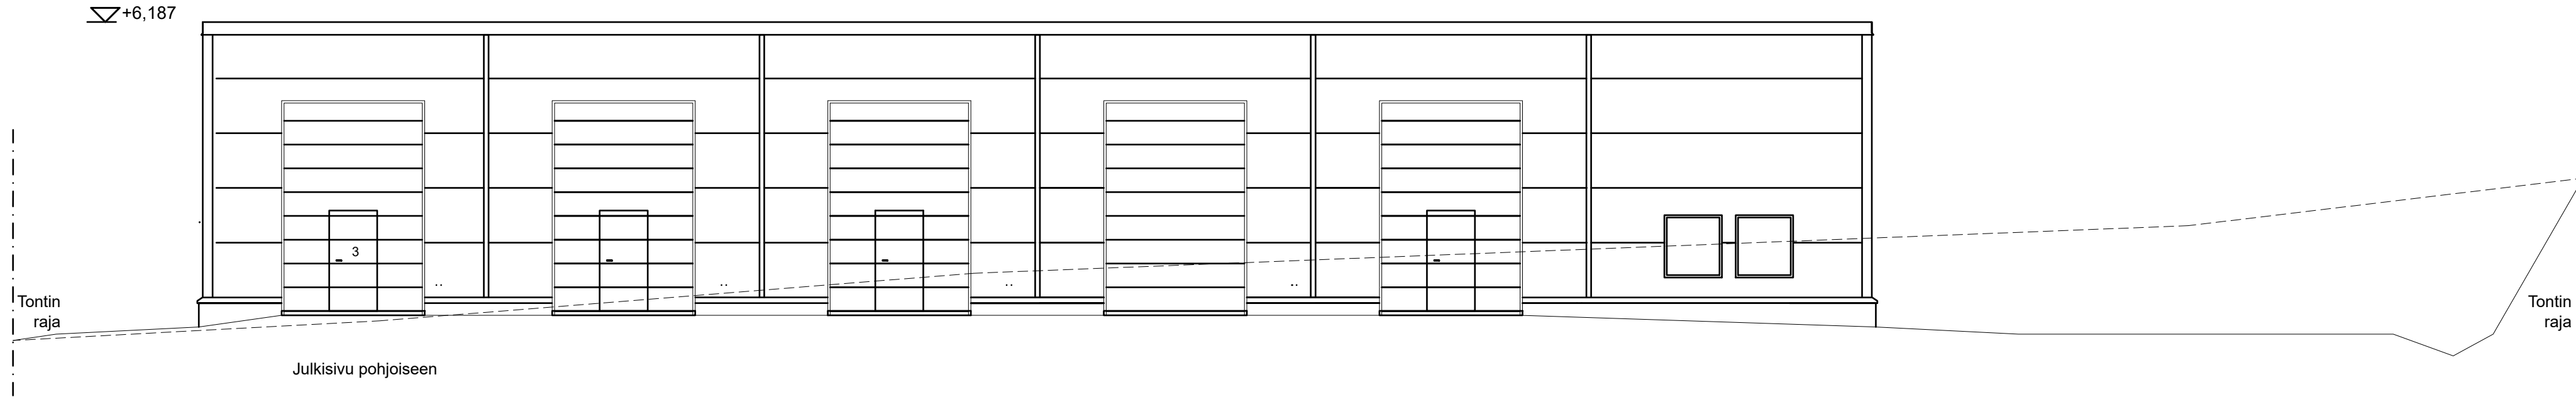 +6,187
3
Tontin
raja
Tontin
raja
Julkisivu pohjoiseen